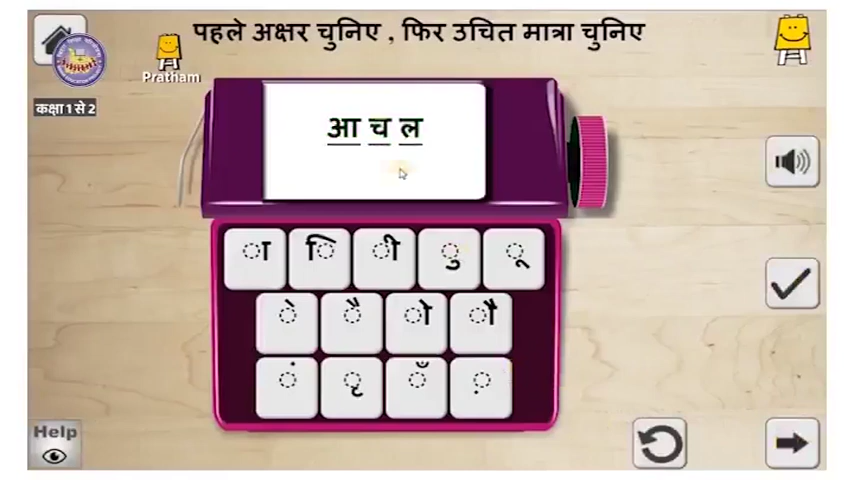 पहले अक्षर चुनिए , फिर उचित मात्रा चुनिए
Pratham
कक्षा 1 से 2
आ च ल
ा ि ी ु ू
े ै ो ौ
ं ृ ँ ़
Help